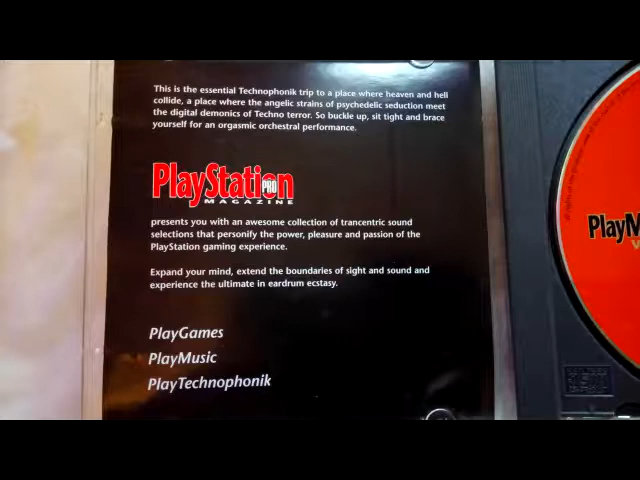 This is the essential Technophonik trip to a place where heaven and hell
collide, a place where the angelic strains of psychedelic seduction meet
the digital demonics of Techno terror. So buckle up, sit tight and brace
yourself for an orgasmic orchestral performance.
PlayStation PRO
MAGAZINE
presents you with an awesome collection of trancentric sound
selections that personify the power, pleasure and passion of the
PlayStation gaming experience.
Expand your mind, extend the boundaries of sight and sound and
experience the ultimate in eardrum ecstasy.
PlayGames
PlayMusic
PlayTechnophonik
PlayM